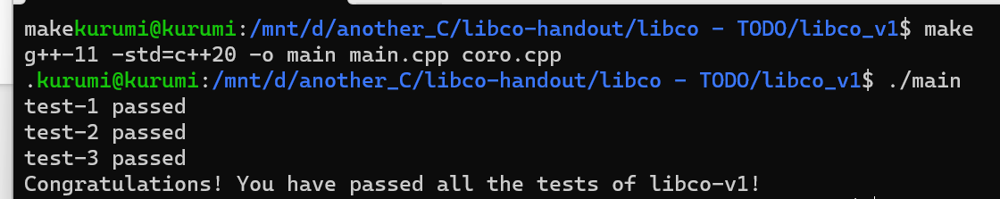 makekurumi@kurumi:/mnt/d/another_C/libco-handout/libco - TODO/libco_v1$ make
g++-11 -std=c++20 -o main main.cpp coro.cpp
.kurumi@kurumi:/mnt/d/another_C/libco-handout/libco - TODO/libco_v1$ ./main
test-1 passed
test-2 passed
test-3 passed
Congratulations! You have passed all the tests of libco-v1!